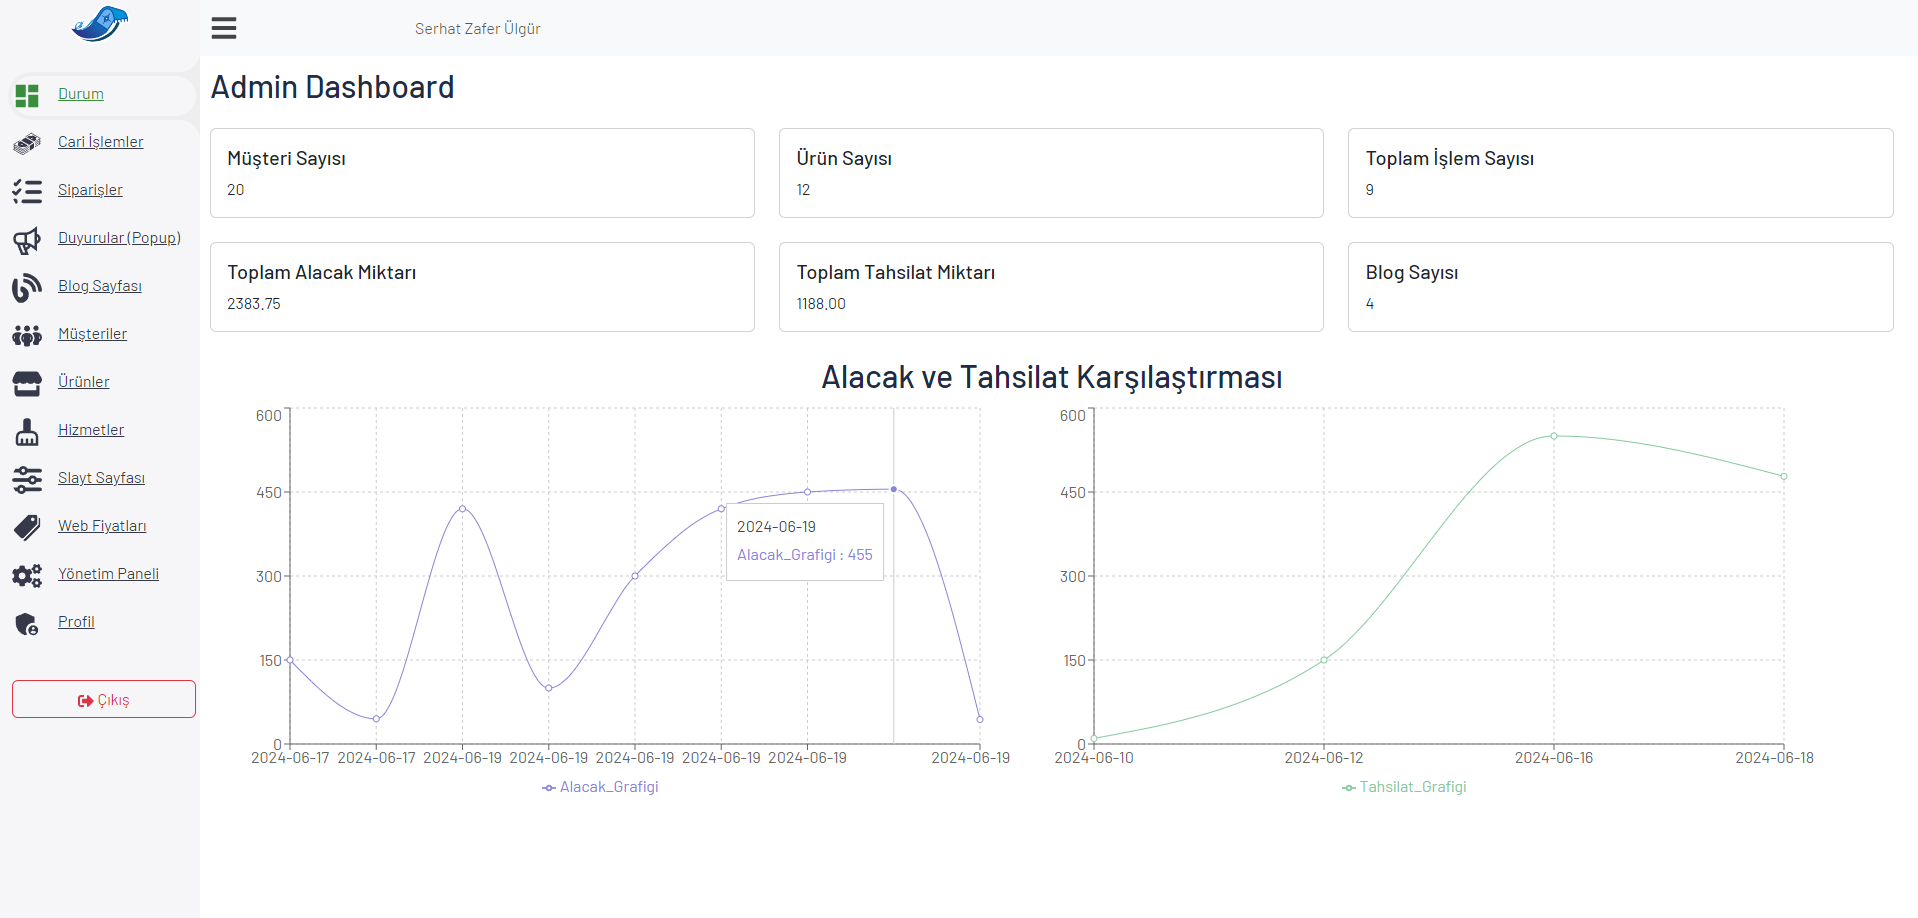 Serhat Zafer Ülgür
Durum
Cari İşlemler
Siparişler
Duyurular (Popup)
Blog Sayfası
Müşteriler
Ürünler
Hizmetler
Slayt Sayfası
Web Fiyatları
Yönetim Paneli
Profil
Çıkış
Admin Dashboard
Müşteri Sayısı
20
Ürün Sayısı
12
Toplam İşlem Sayısı
9
Toplam Alacak Miktarı
2383,75
Toplam Tahsilat Miktarı
1188,00
Blog Sayısı
4
Alacak ve Tahsilat Karşılaştırması
600
450
300
150
0
2024-06-17 2024-06-17 2024-06-19 2024-06-19 2024-06-19 2024-06-19 2024-06-19 2024-06-19
2024-06-19
Alacak_Grafigi : 455
Alacak_Grafigi
600
450
300
150
0
2024-06-10 2024-06-12 2024-06-16 2024-06-18
Tahsilat_Grafigi